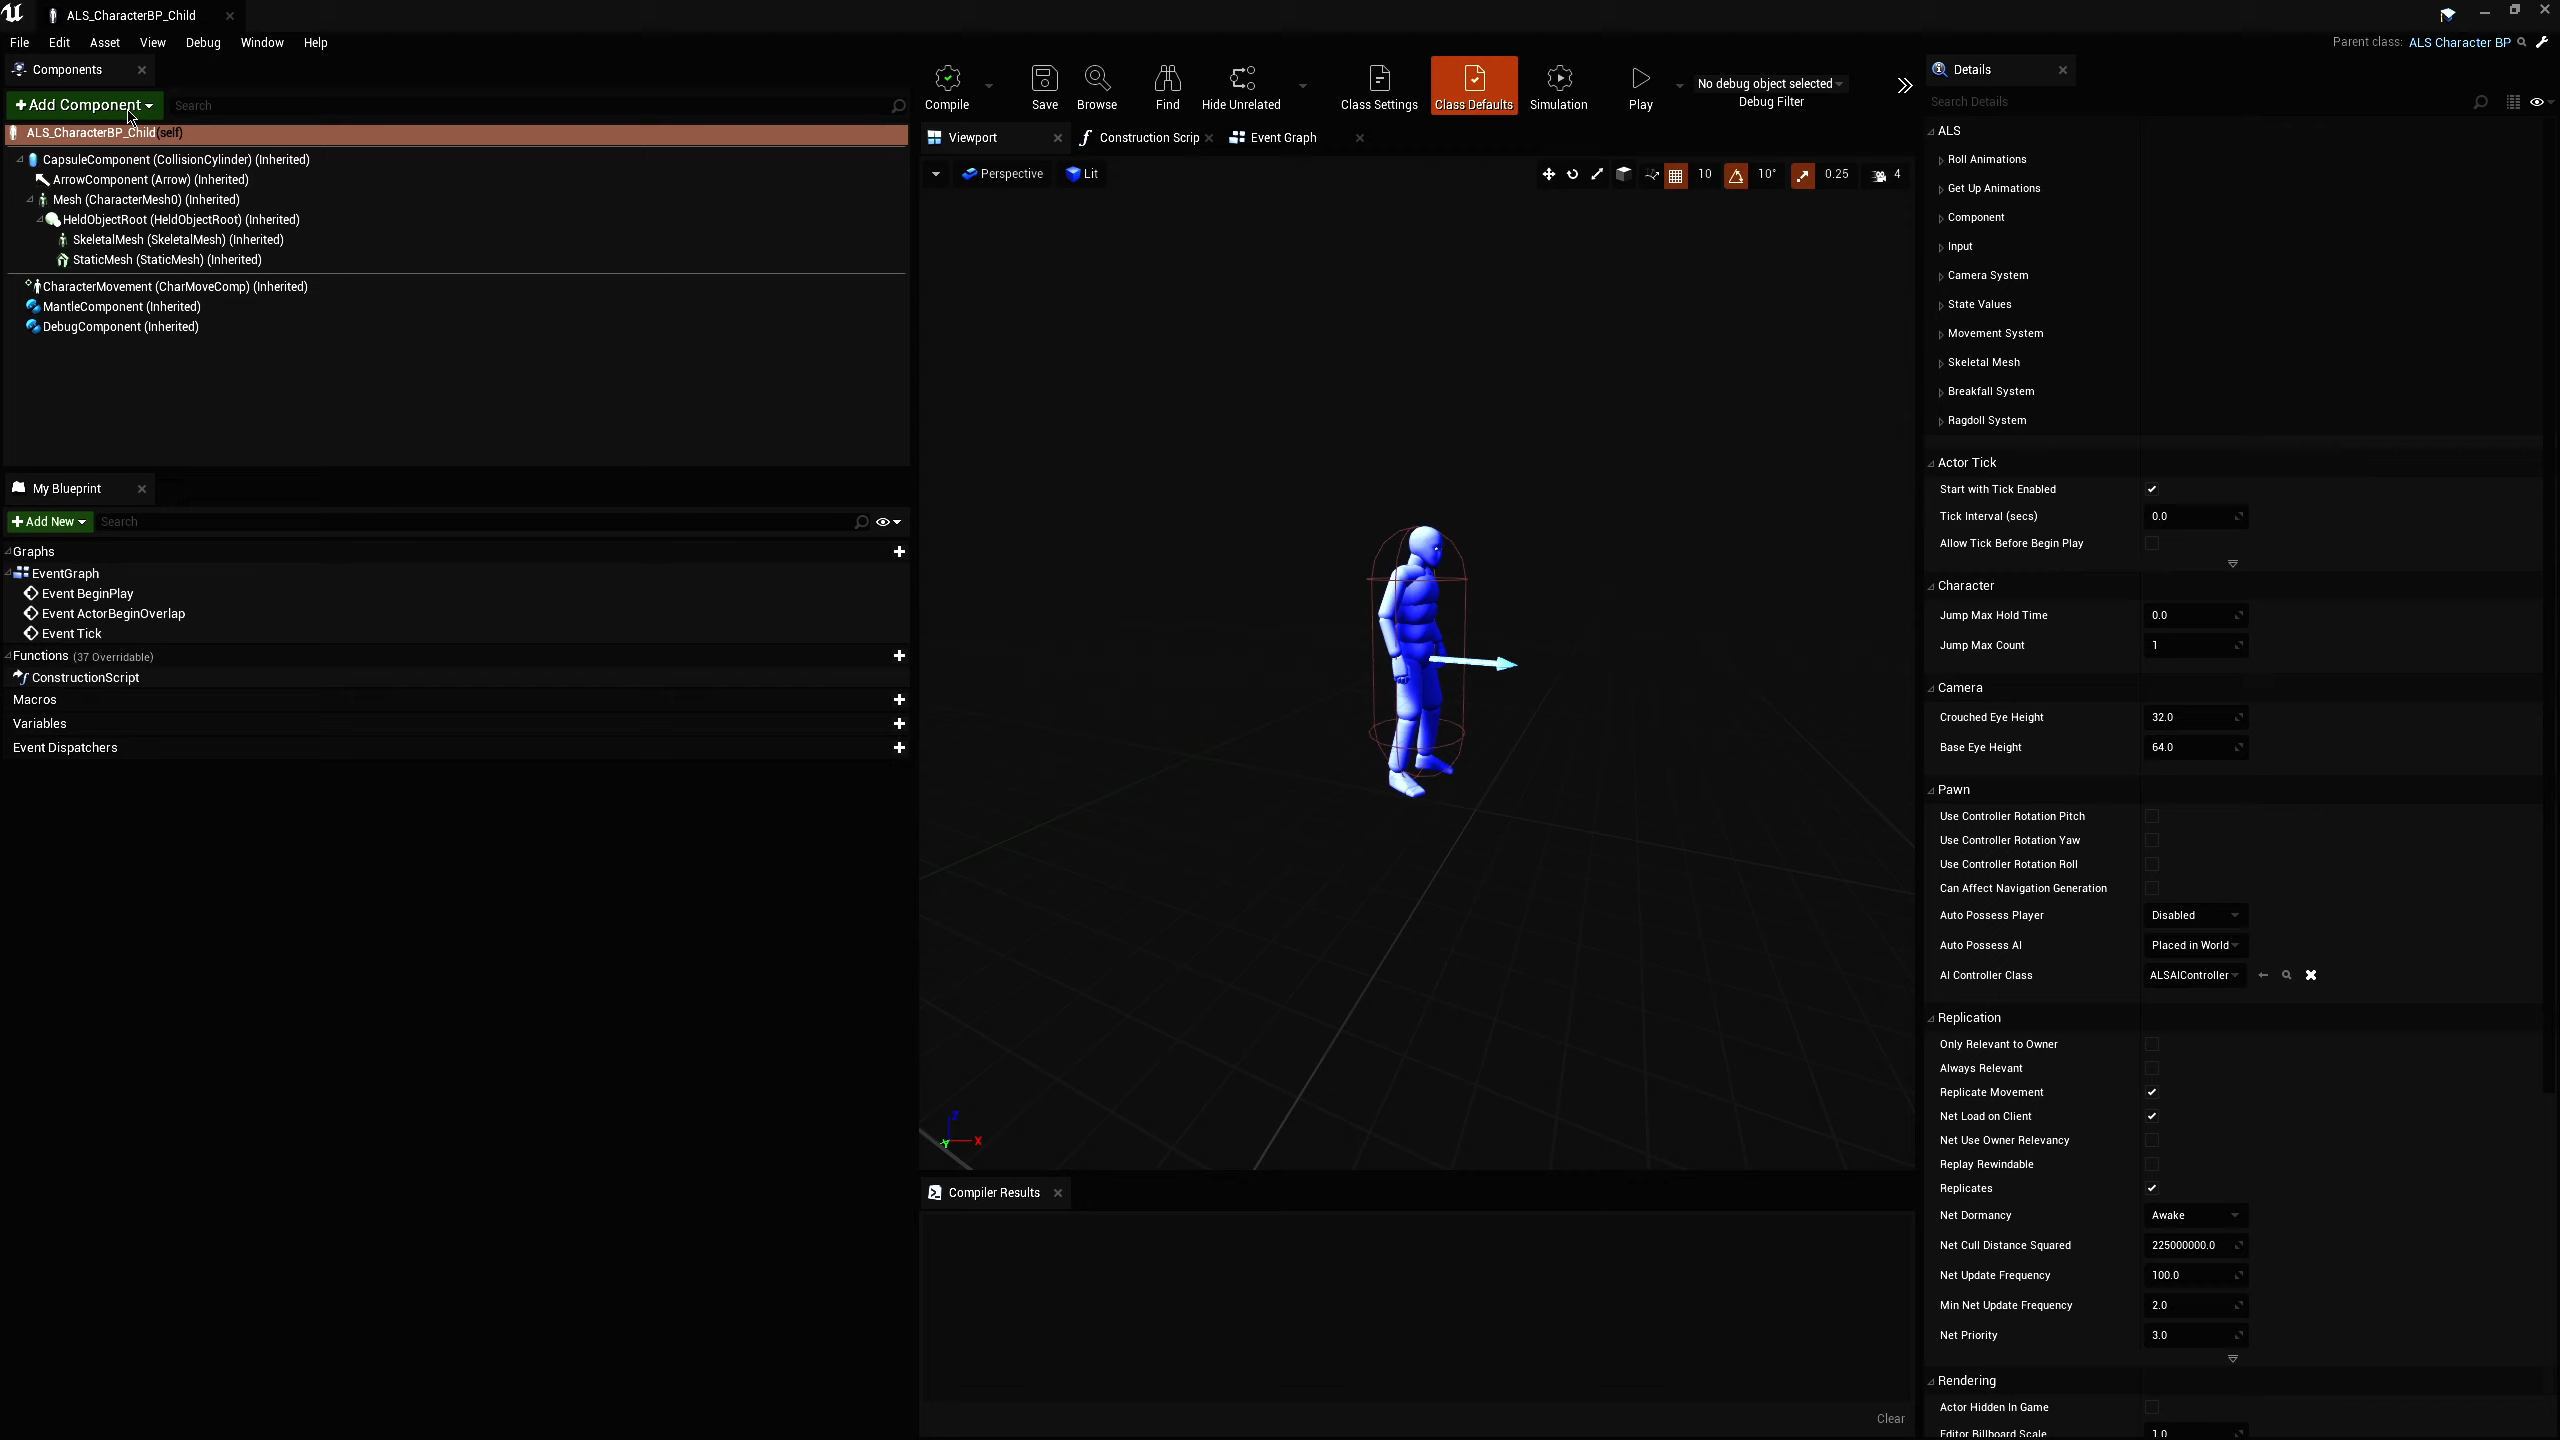 ALS_CharacterBP_Child
File Edit Asset View Debug Window Help
Parent class: ALS Character BP
Components
Add Component
Search
ALS_CharacterBP_Child(self)
CapsuleComponent (CollisionCylinder) (Inherited)
ArrowComponent (Arrow) (Inherited)
Mesh (CharacterMesh0) (Inherited)
HeldObjectRoot (HeldObjectRoot) (Inherited)
SkeletalMesh (SkeletalMesh) (Inherited)
StaticMesh (StaticMesh) (Inherited)
CharacterMovement (CharMoveComp) (Inherited)
MantleComponent (Inherited)
DebugComponent (Inherited)
My Blueprint
Add New
Search
Graphs
EventGraph
Event BeginPlay
Event ActorBeginOverlap
Event Tick
Functions (37 Overridable)
ConstructionScript
Macros
Variables
Event Dispatchers
Compile
Save
Browse
Find
Hide Unrelated
Class Settings
Class Defaults
Simulation
Play
No debug object selected
Debug Filter
Viewport
Construction Scrip
Event Graph
Perspective
Lit
10
10°
0.25
4
Z
Y
X
Compiler Results
Clear
Details
Search Details
ALS
Roll Animations
Get Up Animations
Component
Input
Camera System
State Values
Movement System
Skeletal Mesh
Breakfall System
Ragdoll System
Actor Tick
Start with Tick Enabled
Tick Interval (secs) 0.0
Allow Tick Before Begin Play
Character
Jump Max Hold Time 0.0
Jump Max Count 1
Camera
Crouched Eye Height 32.0
Base Eye Height 64.0
Pawn
Use Controller Rotation Pitch
Use Controller Rotation Yaw
Use Controller Rotation Roll
Can Affect Navigation Generation
Auto Possess Player Disabled
Auto Possess AI Placed in World
AI Controller Class ALSAIController
Replication
Only Relevant to Owner
Always Relevant
Replicate Movement
Net Load on Client
Net Use Owner Relevancy
Replay Rewindable
Replicates
Net Dormancy Awake
Net Cull Distance Squared 225000000.0
Net Update Frequency 100.0
Min Net Update Frequency 2.0
Net Priority 3.0
Rendering
Actor Hidden In Game
Editor Billboard Scale 1.0